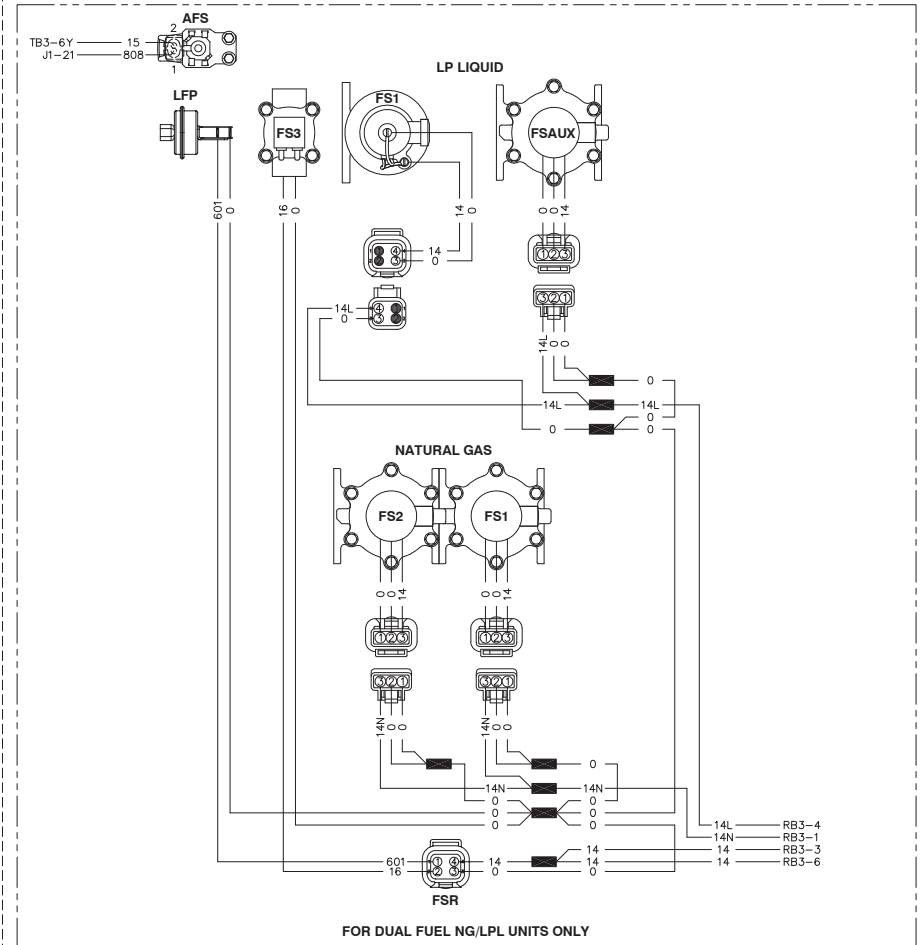 AFS
2
TB3-6Y 15
J1-21 808
1
LP LIQUID
LFP
FS3
FS1
FSAUX
601 0
16 0
14 0
0 0 14
4
3
14
0
1 2 3
3 2 1
14L
0
4
3
14L 0 0
0
14L 14L
0
0 0
NATURAL GAS
FS2
FS1
0 0 14
0 0 14
1 2 3
1 2 3
3 2 1
3 2 1
14N 0 0
14N 0 0
0
14N 14N
0 0
0 0
0 0
14L RB3-4
14N RB3-1
14 14 RB3-3
601 1 4 14 14 14 RB3-6
16 2 3 0 0
FSR
FOR DUAL FUEL NG/LPL UNITS ONLY